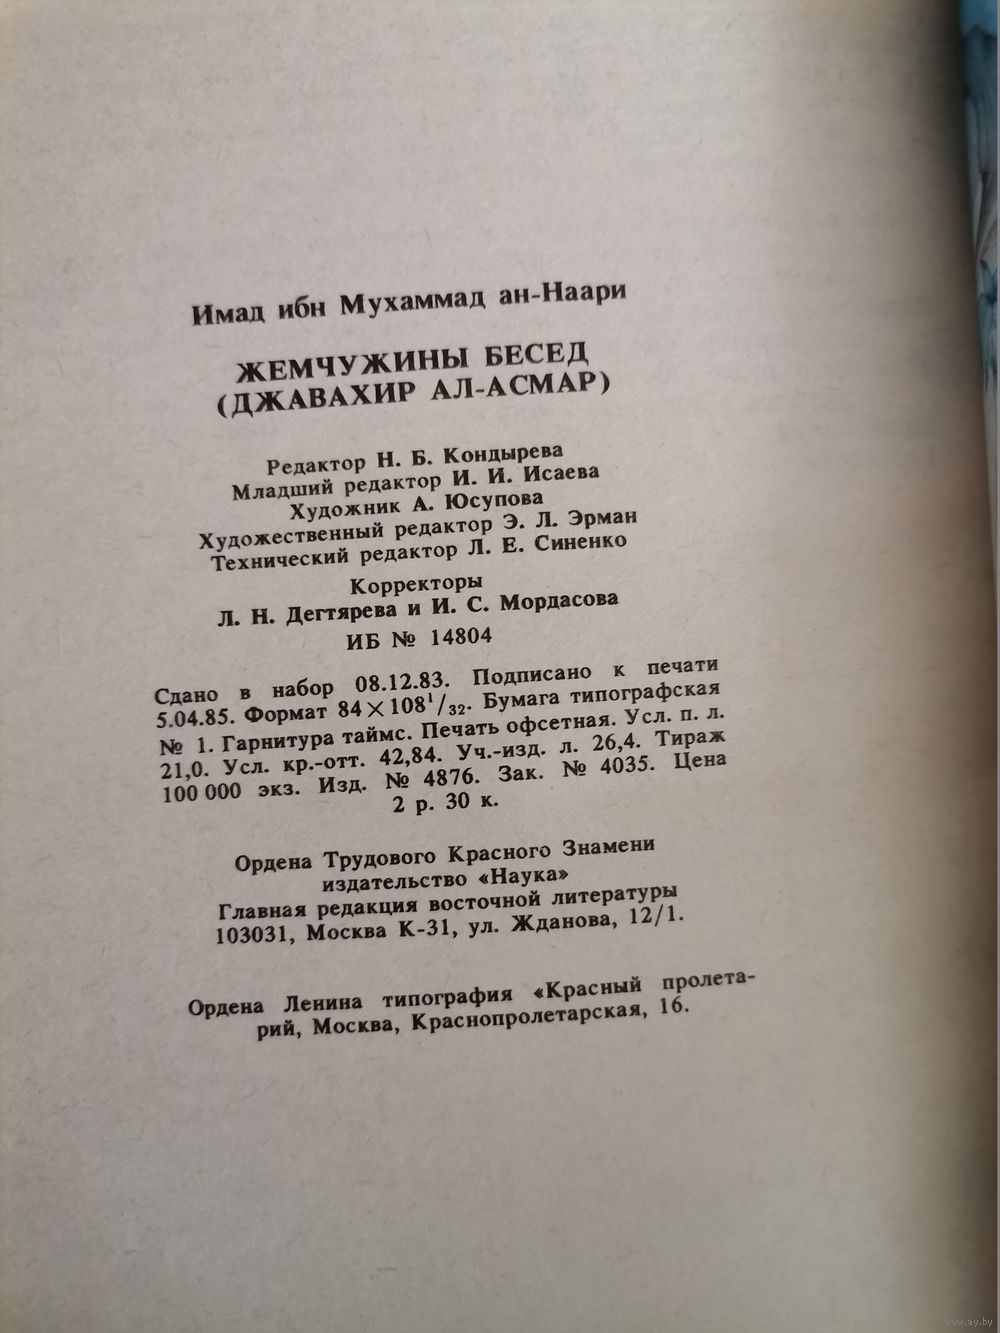 Имад ибн Мухаммад ан-Наари
ЖЕМЧУЖИНЫ БЕСЕД
(ДЖАВАХИР АЛ-АСМАР)
Редактор Н. Б. Кондырева
Младший редактор И. И. Исаева
Художник А. Юсупова
Художественный редактор Э. Л. Эрман
Технический редактор Л. Е. Синенко
Корректоры
Л. Н. Дегтярева и И. С. Мордасова
ИБ № 14804
Сдано в набор 08.12.83. Подписано к печати
5.04.85. Формат 84×108¹/₃₂. Бумага типографская
№ 1. Гарнитура таймс. Печать офсетная. Усл. п. л.
21,0. Усл. кр.-отт. 42,84. Уч.-изд. л. 26,4. Тираж
100 000 экз. Изд. № 4876. Зак. № 4035. Цена
2 р. 30 к.
Ордена Трудового Красного Знамени
издательство «Наука»
Главная редакция восточной литературы
103031, Москва К-31, ул. Жданова, 12/1.
Ордена Ленина типография «Красный пролета-
рий, Москва, Краснопролетарская, 16.
www.ay.by